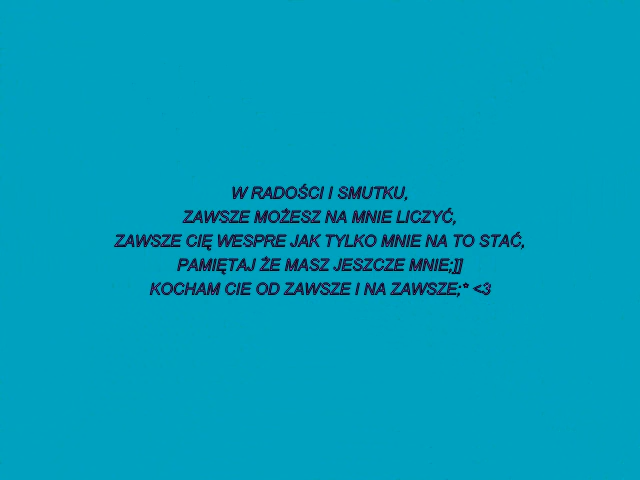 W RADOŚCI I SMUTKU,
ZAWSZE MOŻESZ NA MNIE LICZYĆ,
ZAWSZE CIĘ WESPRE JAK TYLKO MNIE NA TO STAĆ,
PAMIĘTAJ ŻE MASZ JESZCZE MNIE;]]
KOCHAM CIE OD ZAWSZE I NA ZAWSZE;* <3